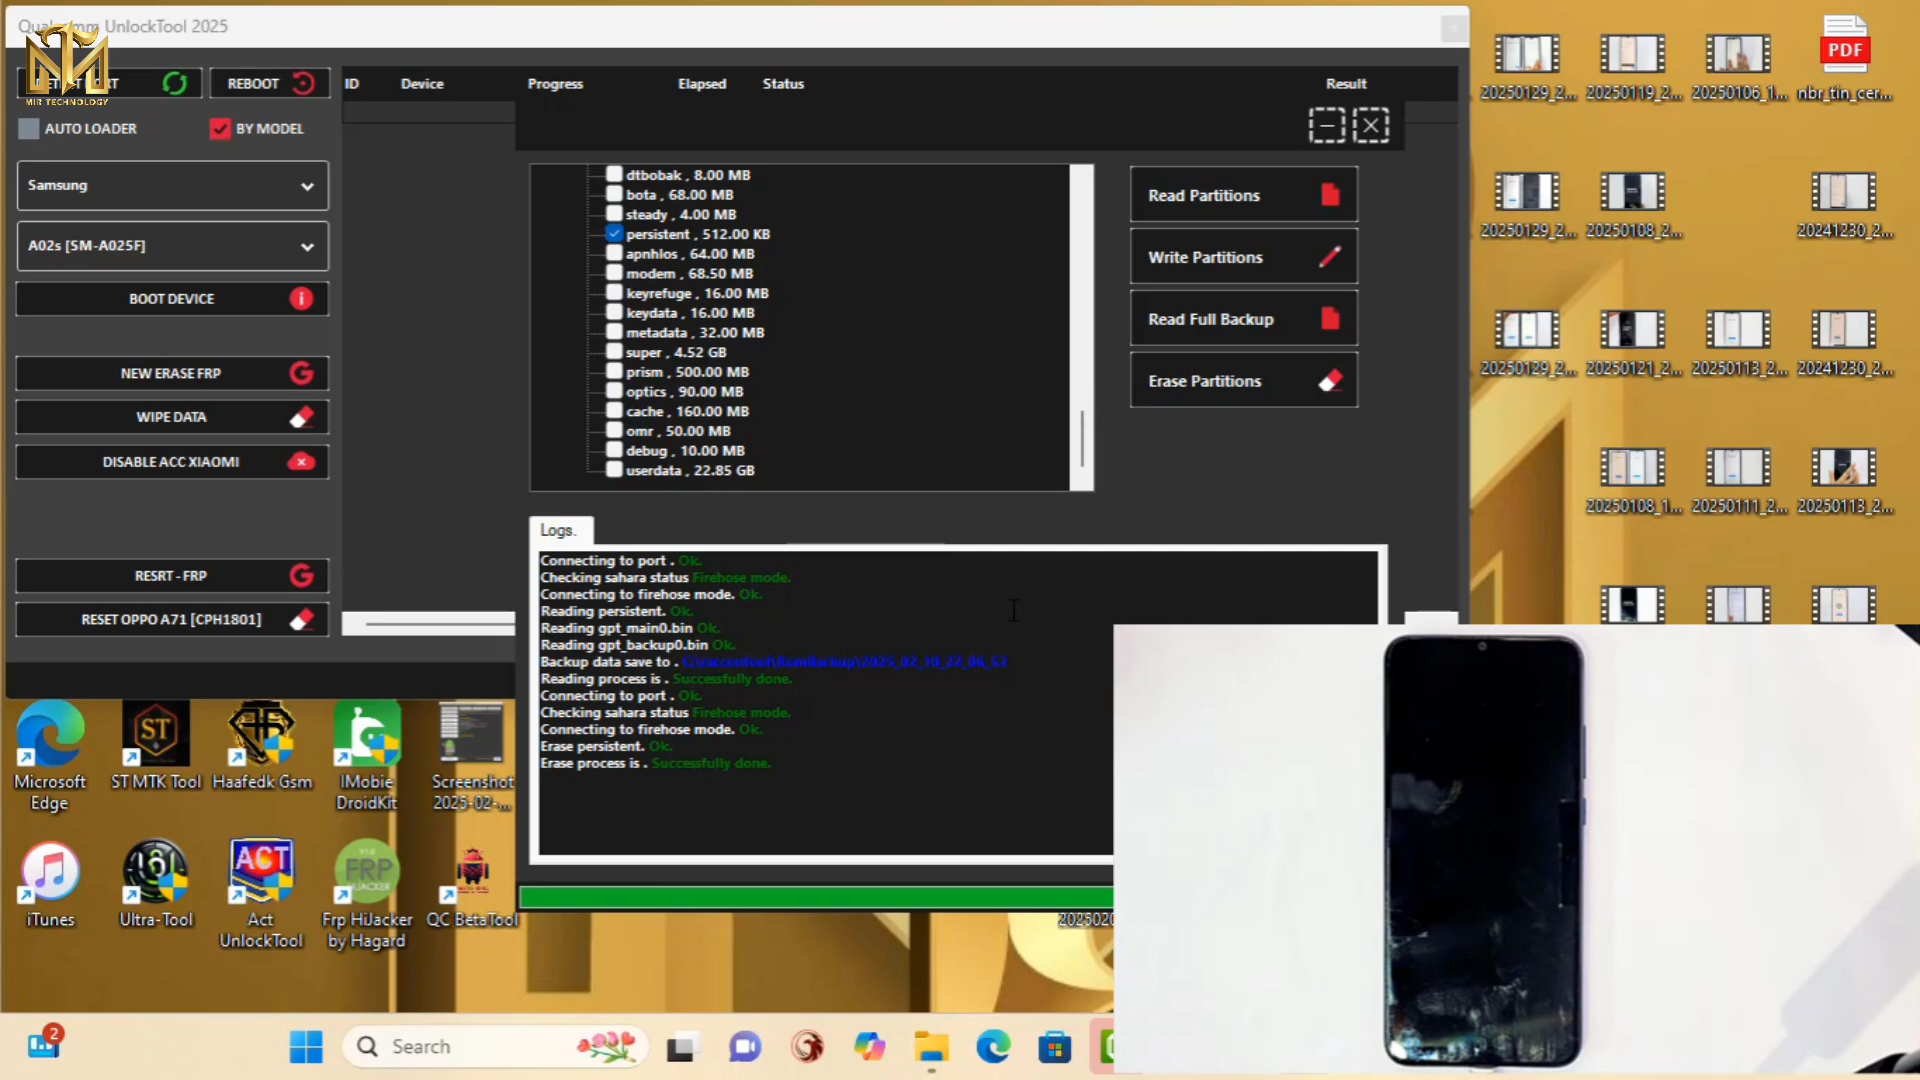 Qualcomm UnlockTool 2025
MIR TECHNOLOGY
REBOOT
ID
Device
Progress
Elapsed
Status
Result
AUTO LOADER
BY MODEL
Samsung
A02s [SM-A025F]
BOOT DEVICE
NEW ERASE FRP
WIPE DATA
DISABLE ACC XIAOMI
RESRT - FRP
RESET OPPO A71 [CPH1801]
dtbobak , 8.00 MB
bota , 68.00 MB
steady , 4.00 MB
persistent , 512.00 KB
apnhlos , 64.00 MB
modem , 68.50 MB
keyrefuge , 16.00 MB
keydata , 16.00 MB
metadata , 32.00 MB
super , 4.52 GB
prism , 500.00 MB
optics , 90.00 MB
cache , 160.00 MB
omr , 50.00 MB
debug , 10.00 MB
userdata , 22.85 GB
Read Partitions
Write Partitions
Read Full Backup
Erase Partitions
Logs.
Connecting to port . Ok.
Checking sahara status Firehose mode.
Connecting to firehose mode. Ok.
Reading persistent. Ok.
Reading gpt_main0.bin Ok.
Reading gpt_backup0.bin Ok.
Backup data save to .
Reading process is . Successfully done.
Connecting to port . Ok.
Checking sahara status Firehose mode.
Connecting to firehose mode. Ok.
Erase persistent. Ok.
Erase process is . Successfully done.
20250129_2...
20250119_2...
20250106_1...
PDF
nbr_tin_cer...
20250129_2...
20250108_2...
20241230_2...
20250129_2...
20250121_2...
20250113_2...
20241230_2...
20250108_1...
20250111_2...
20250113_2...
Microsoft
Edge
ST
ST MTK Tool
Haafedk Gsm
IMobie
DroidKit
Screenshot
2025-02-...
iTunes
Ultra-Tool
ACT
Act
UnlockTool
FRP
HIJACKER
Frp HiJacker
by Hagard
QC BetaTool
2025020
2
Search